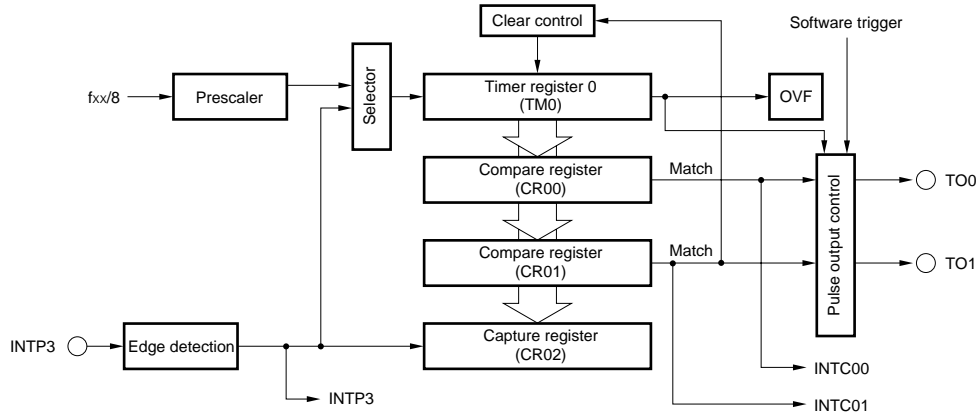 Clear control
Software trigger
fxx/8
Prescaler
Selector
Timer register 0
(TM0)
OVF
Compare register
(CR00)
Match
Pulse output control
TO0
Compare register
(CR01)
Match
TO1
INTP3
Edge detection
Capture register
(CR02)
INTC00
INTP3
INTC01